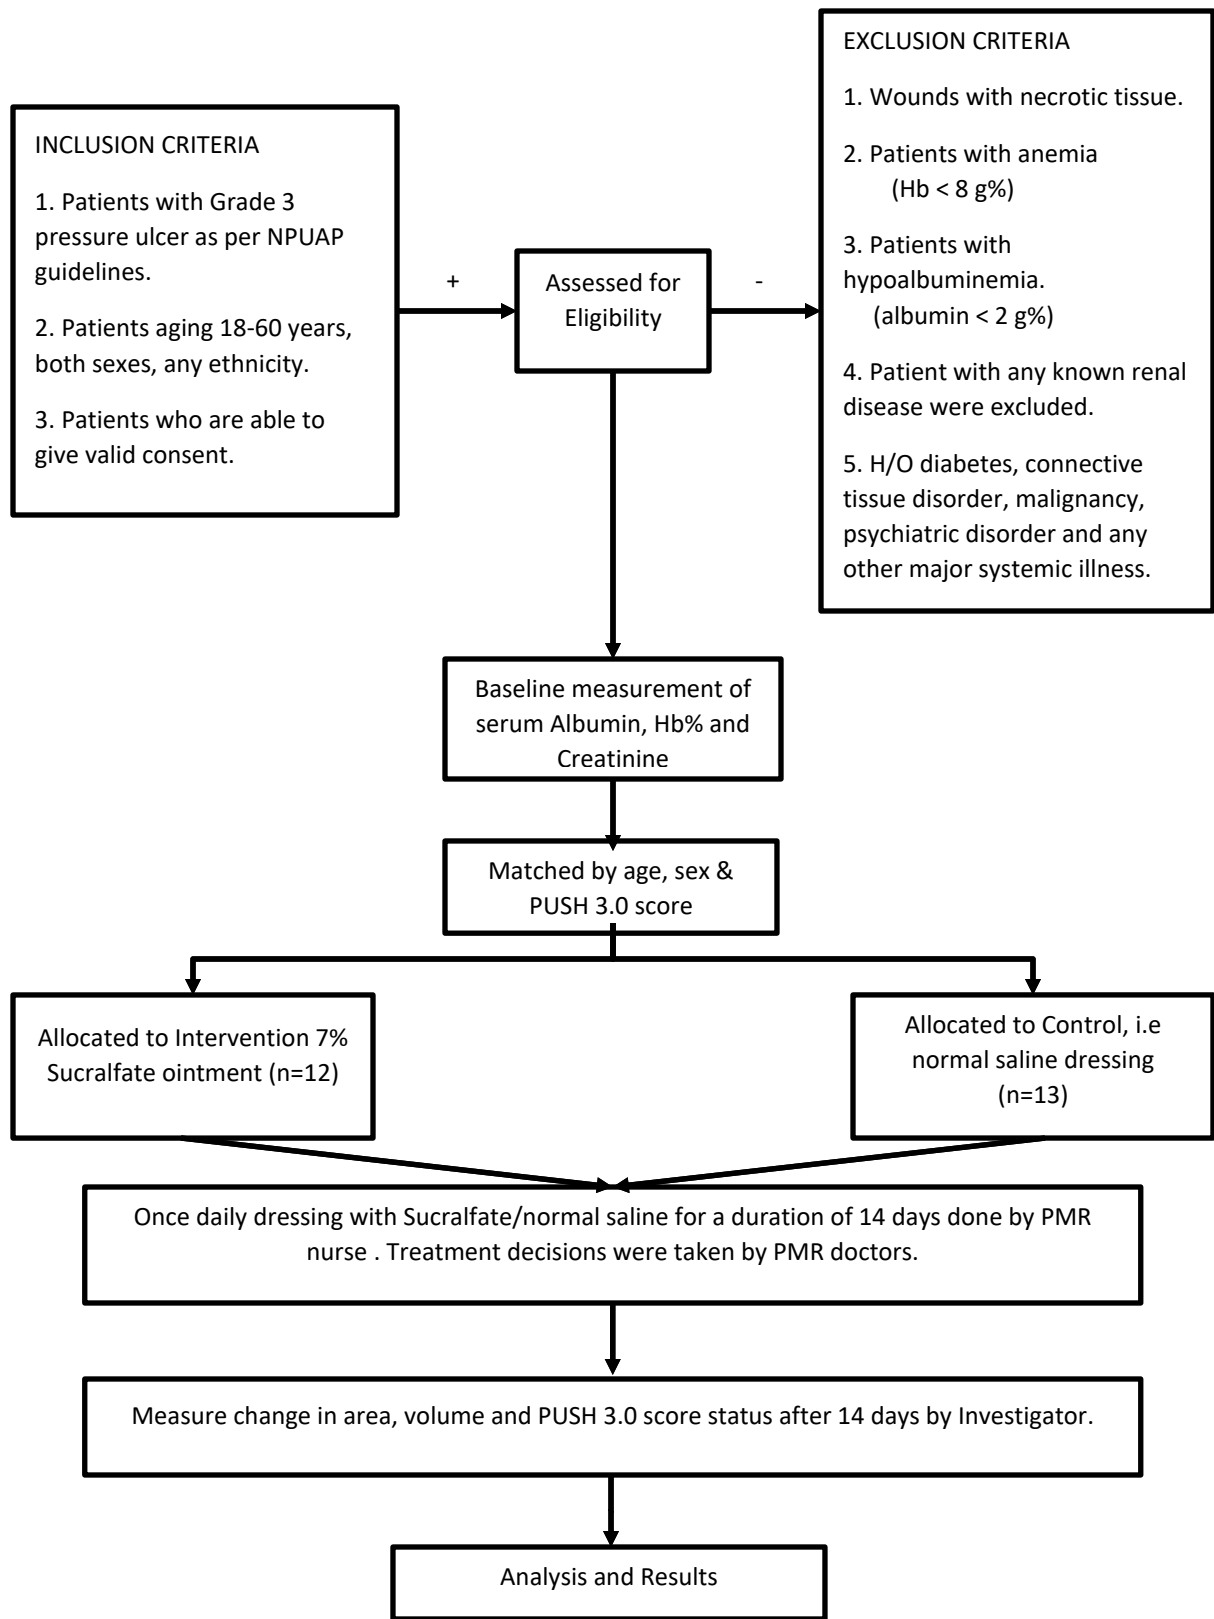 INCLUSION CRITERIA
1. Patients with Grade 3
pressure ulcer as per NPUAP
guidelines.
2. Patients aging 18-60 years,
both sexes, any ethnicity.
3. Patients who are able to
give valid consent.
+
Assessed for
Eligibility
-
EXCLUSION CRITERIA
1. Wounds with necrotic tissue.
2. Patients with anemia
(Hb < 8 g%)
3. Patients with
hypoalbuminemia.
(albumin < 2 g%)
4. Patient with any known renal
disease were excluded.
5. H/O diabetes, connective
tissue disorder, malignancy,
psychiatric disorder and any
other major systemic illness.
Baseline measurement of
serum Albumin, Hb% and
Creatinine
Matched by age, sex &
PUSH 3.0 score
Allocated to Intervention 7%
Sucralfate ointment (n=12)
Allocated to Control, i.e
normal saline dressing
(n=13)
Once daily dressing with Sucralfate/normal saline for a duration of 14 days done by PMR
nurse . Treatment decisions were taken by PMR doctors.
Measure change in area, volume and PUSH 3.0 score status after 14 days by Investigator.
Analysis and Results